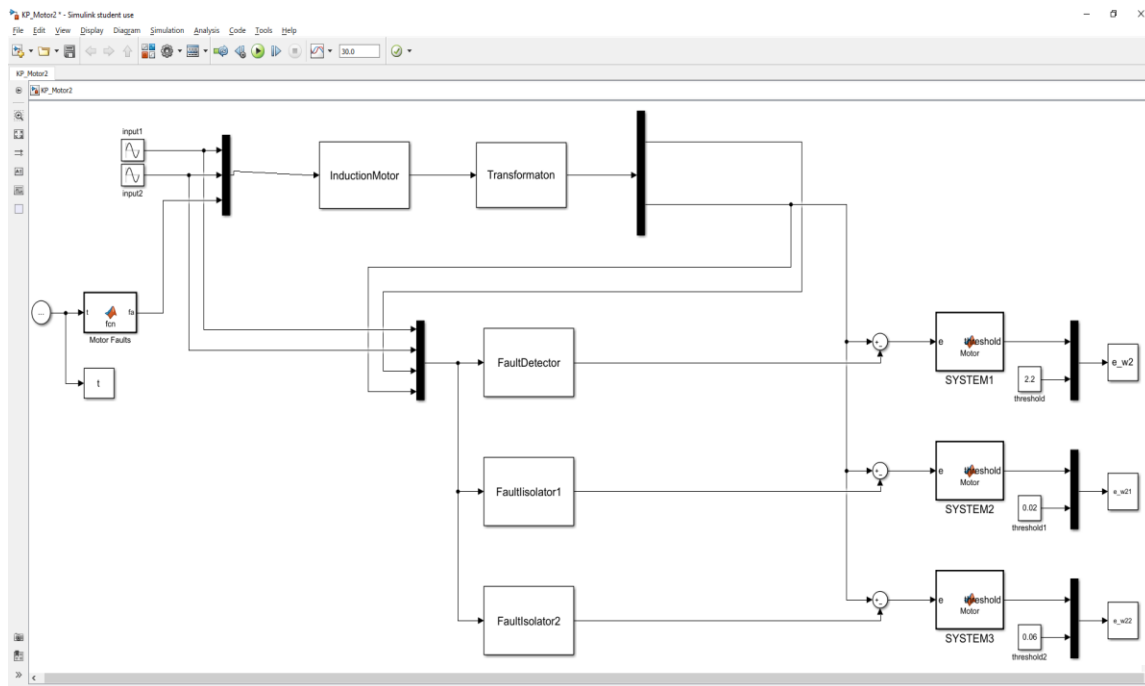 KP_Motor2 * - Simulink student use
File Edit View Display Diagram Simulation Analysis Code Tools Help
30.0
KP_Motor2
KP_Motor2
input1
input2
InductionMotor
Transformaton
t
fcn
fa
Motor Faults
t
FaultDetector
e
threshold
Motor
SYSTEM1
2.2
threshold
e_w2
FaultIisolator1
e
threshold
Motor
SYSTEM2
0.02
threshold1
e_w21
FaultIsolator2
e
threshold
Motor
SYSTEM3
0.06
threshold2
e_w22